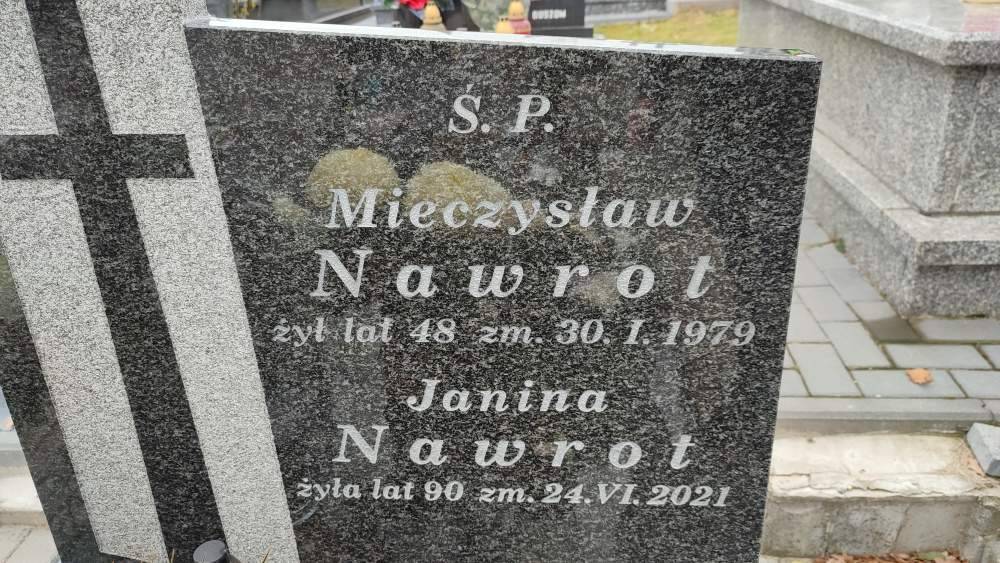 Ś. P.
Mieczysław
Nawrot
żył lat 48 zm. 30. I. 1979
Janina
Nawrot
żyła lat 90 zm. 24.VI.2021